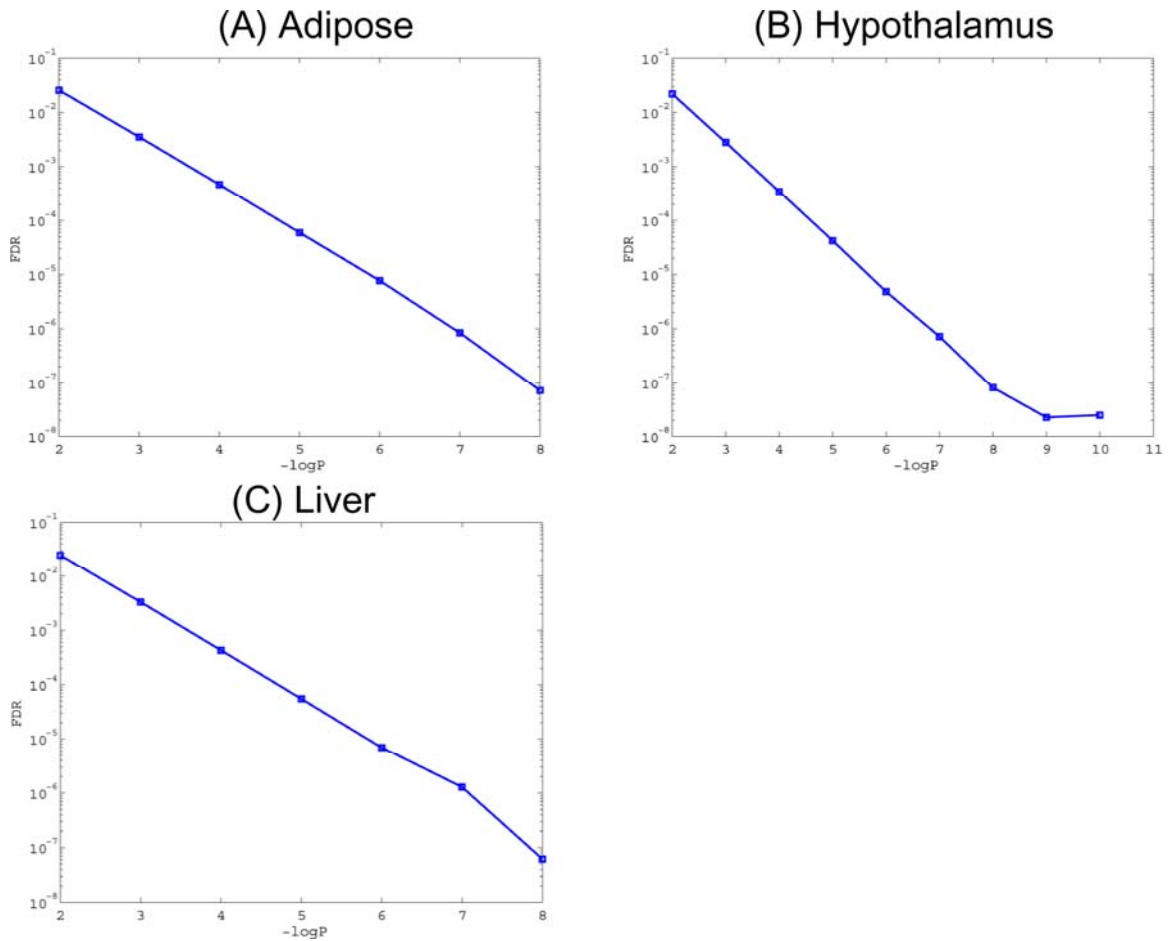 (A) Adipose
10⁻¹
10⁻²
10⁻³
10⁻⁴
10⁻⁵
10⁻⁶
10⁻⁷
10⁻⁸
FDR
2 3 4 5 6 7 8
-logP
(B) Hypothalamus
10⁻¹
10⁻²
10⁻³
10⁻⁴
10⁻⁵
10⁻⁶
10⁻⁷
10⁻⁸
FDR
2 3 4 5 6 7 8 9 10 11
-logP
(C) Liver
10⁻¹
10⁻²
10⁻³
10⁻⁴
10⁻⁵
10⁻⁶
10⁻⁷
10⁻⁸
FDR
2 3 4 5 6 7 8
-logP